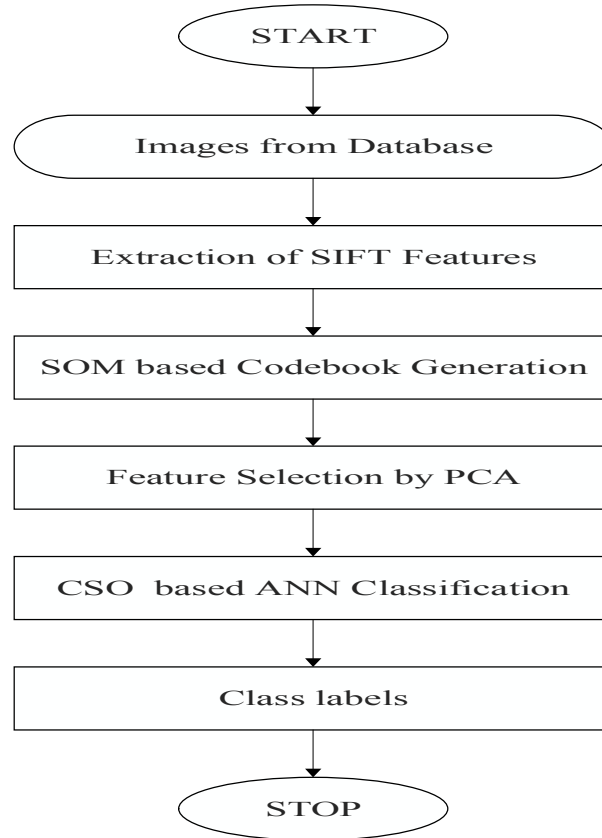 START
Images from Database
Extraction of SIFT Features
SOM based Codebook Generation
Feature Selection by PCA
CSO based ANN Classification
Class labels
STOP